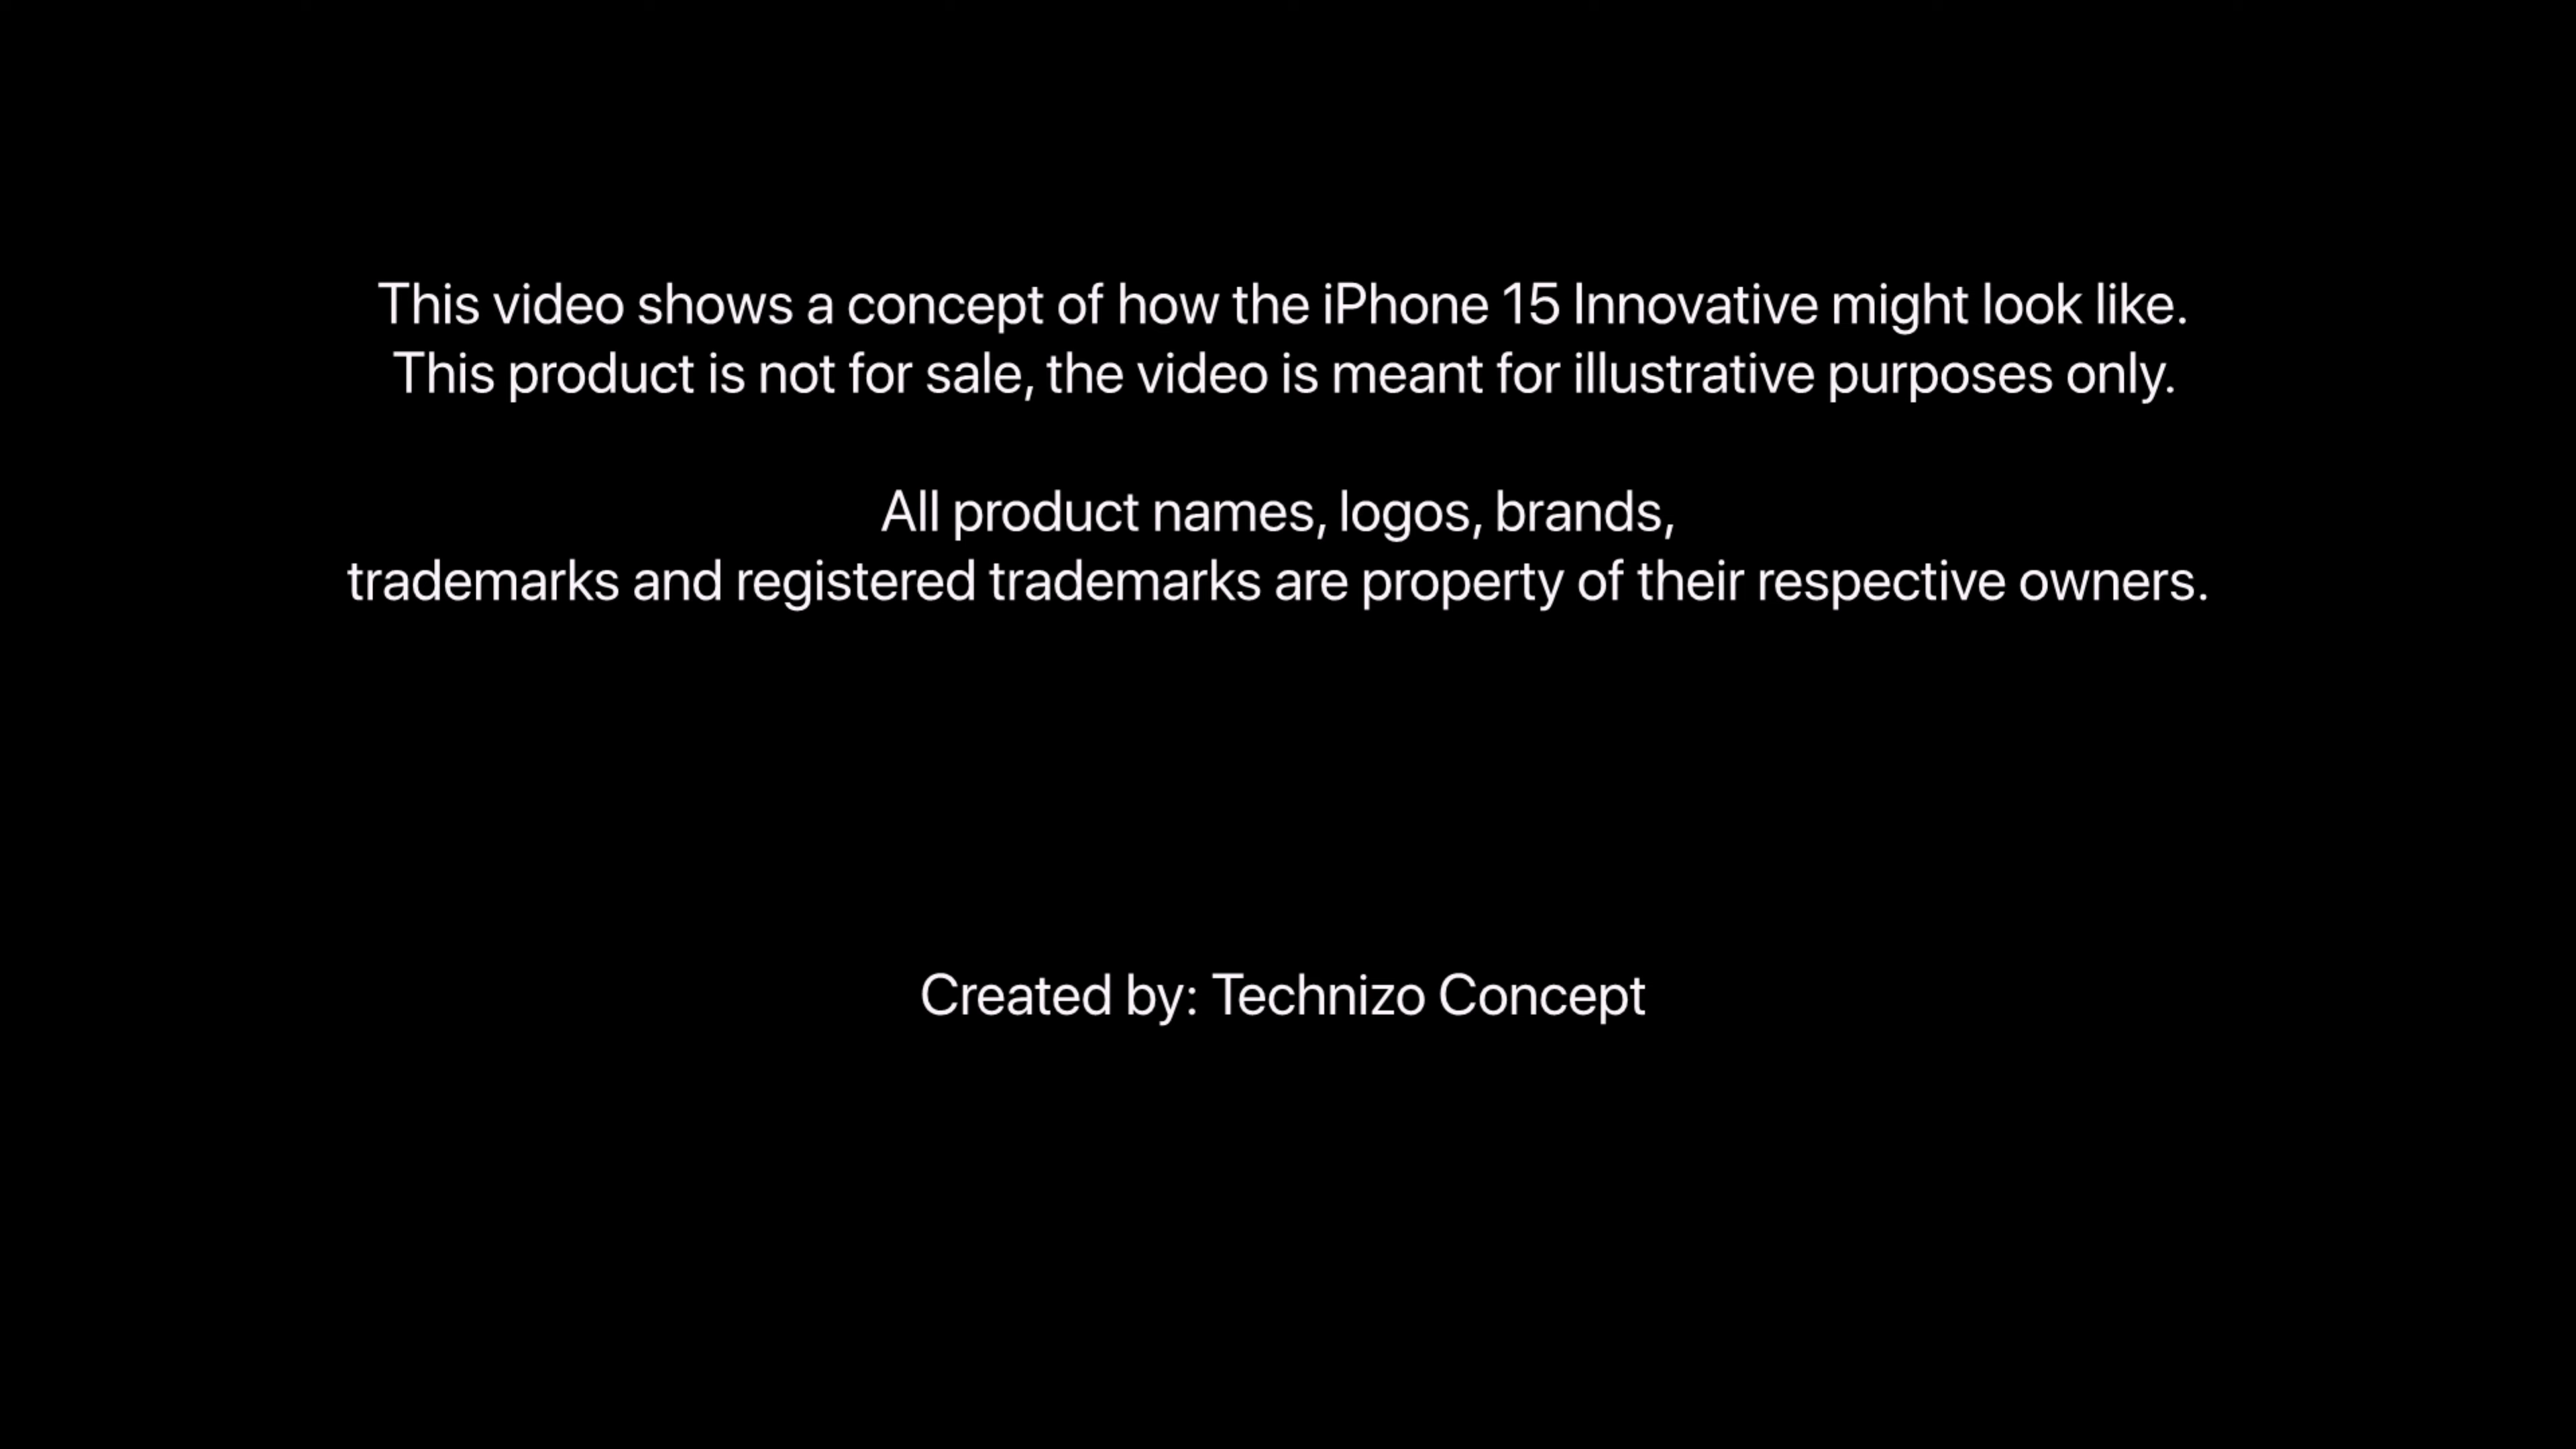 This video shows a concept of how the iPhone 15 Innovative might look like.
This product is not for sale, the video is meant for illustrative purposes only.
All product names, logos, brands,
trademarks and registered trademarks are property of their respective owners.
Created by: Technizo Concept